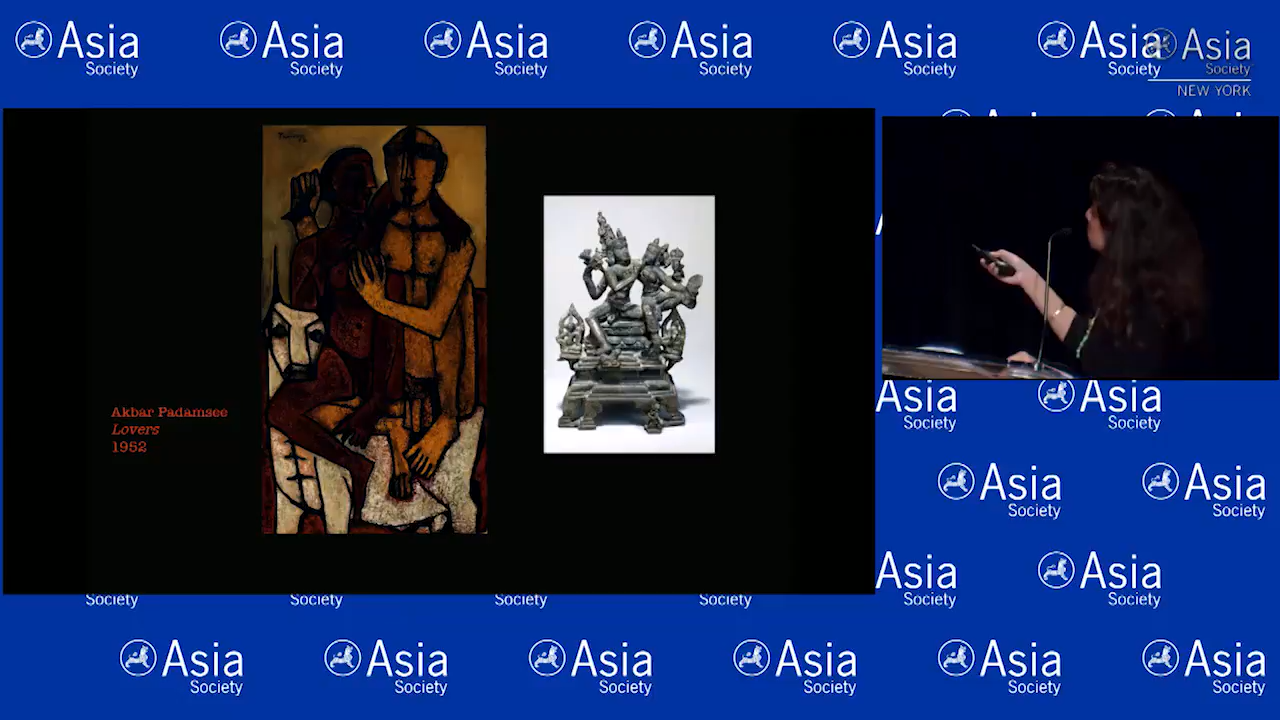 Asia Asia Asia Asia Asia Asia
Society Society Society Society Society Society
Asia
Society
NEW YORK
Akbar Padamsee
Lovers
1952
Asia Asia
Society Society
Asia Asia
Society Society
Asia Asia
Society Society Society Society Society Society
Asia Asia Asia Asia Asia Asia
Society Society Society Society Society Society